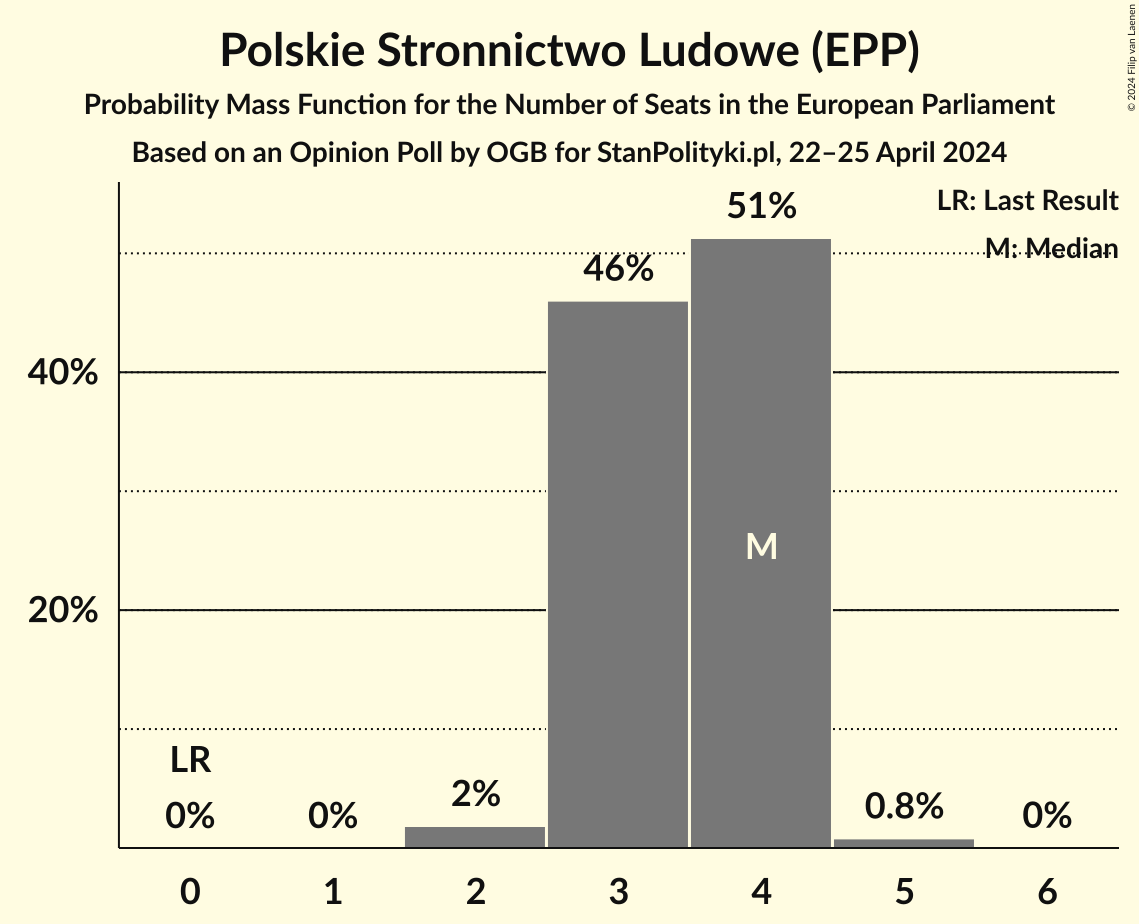 Polskie Stronnictwo Ludowe (EPP)
Probability Mass Function for the Number of Seats in the European Parliament
Based on an Opinion Poll by OGB for StanPolityki.pl, 22–25 April 2024
© 2024 Filip van Laenen
LR: Last Result
M: Median
51%
46%
40%
M
20%
LR
0%
0%
2%
0.8%
0%
0
1
2
3
4
5
6